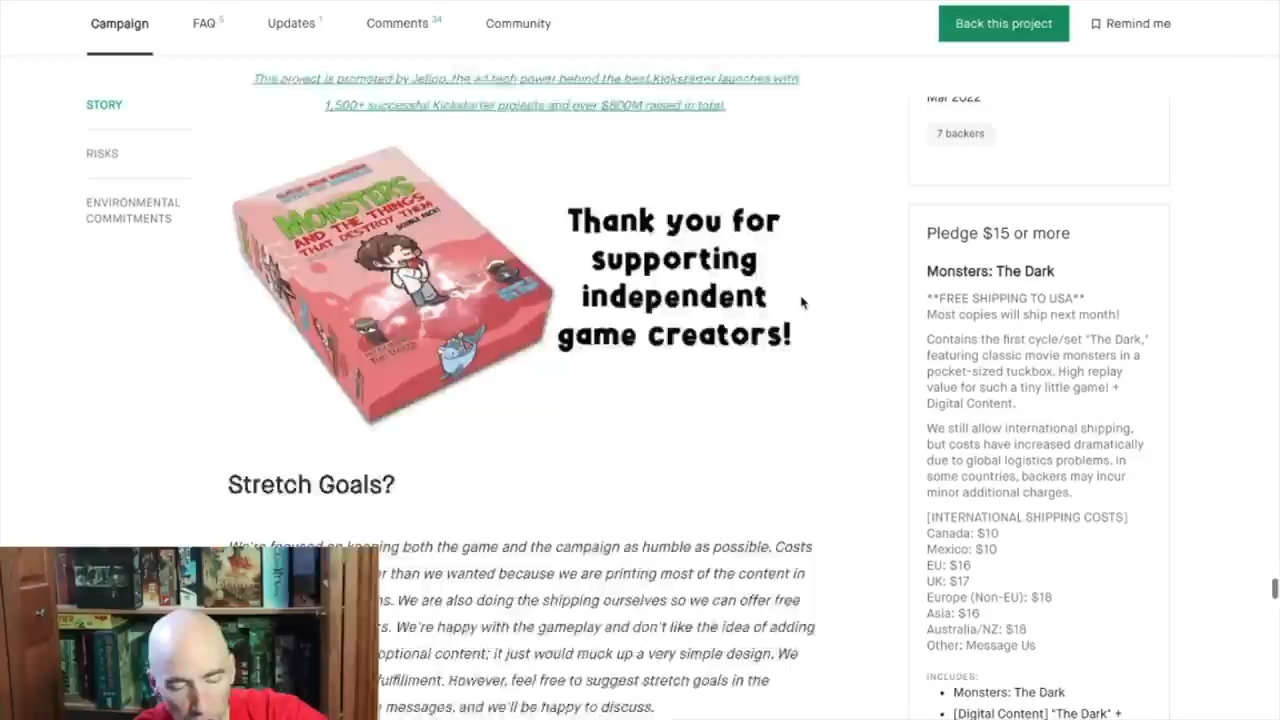 Campaign
FAQ 5
Updates 1
Comments 34
Community
Back this project
Remind me
This project is promoted by Jellop, the ad tech power behind the best Kickstarter launches with
1,500+ successful Kickstarter projects and over $800M raised in total.
STORY
RISKS
ENVIRONMENTAL
COMMITMENTS
MONSTERS
AND THE THINGS
THAT DESTROY THEM
Thank you for
supporting
independent
game creators!
Stretch Goals?
We're focused on keeping both the game and the campaign as humble as possible. Costs
r than we wanted because we are printing most of the content in
ns. We are also doing the shipping ourselves so we can offer free
s. We're happy with the gameplay and don't like the idea of adding
optional content; it just would muck up a very simple design. We
ulfillment. However, feel free to suggest stretch goals in the
messages, and we'll be happy to discuss.
Mar 2022
7 backers
Pledge $15 or more
Monsters: The Dark
**FREE SHIPPING TO USA**
Most copies will ship next month!
Contains the first cycle/set "The Dark,"
featuring classic movie monsters in a
pocket-sized tuckbox. High replay
value for such a tiny little game! +
Digital Content.
We still allow international shipping,
but costs have increased dramatically
due to global logistics problems. In
some countries, backers may incur
minor additional charges.
[INTERNATIONAL SHIPPING COSTS]
Canada: $10
Mexico: $10
EU: $16
UK: $17
Europe (Non-EU): $18
Asia: $16
Australia/NZ: $18
Other: Message Us
INCLUDES:
• Monsters: The Dark
• [Digital Content] "The Dark" +